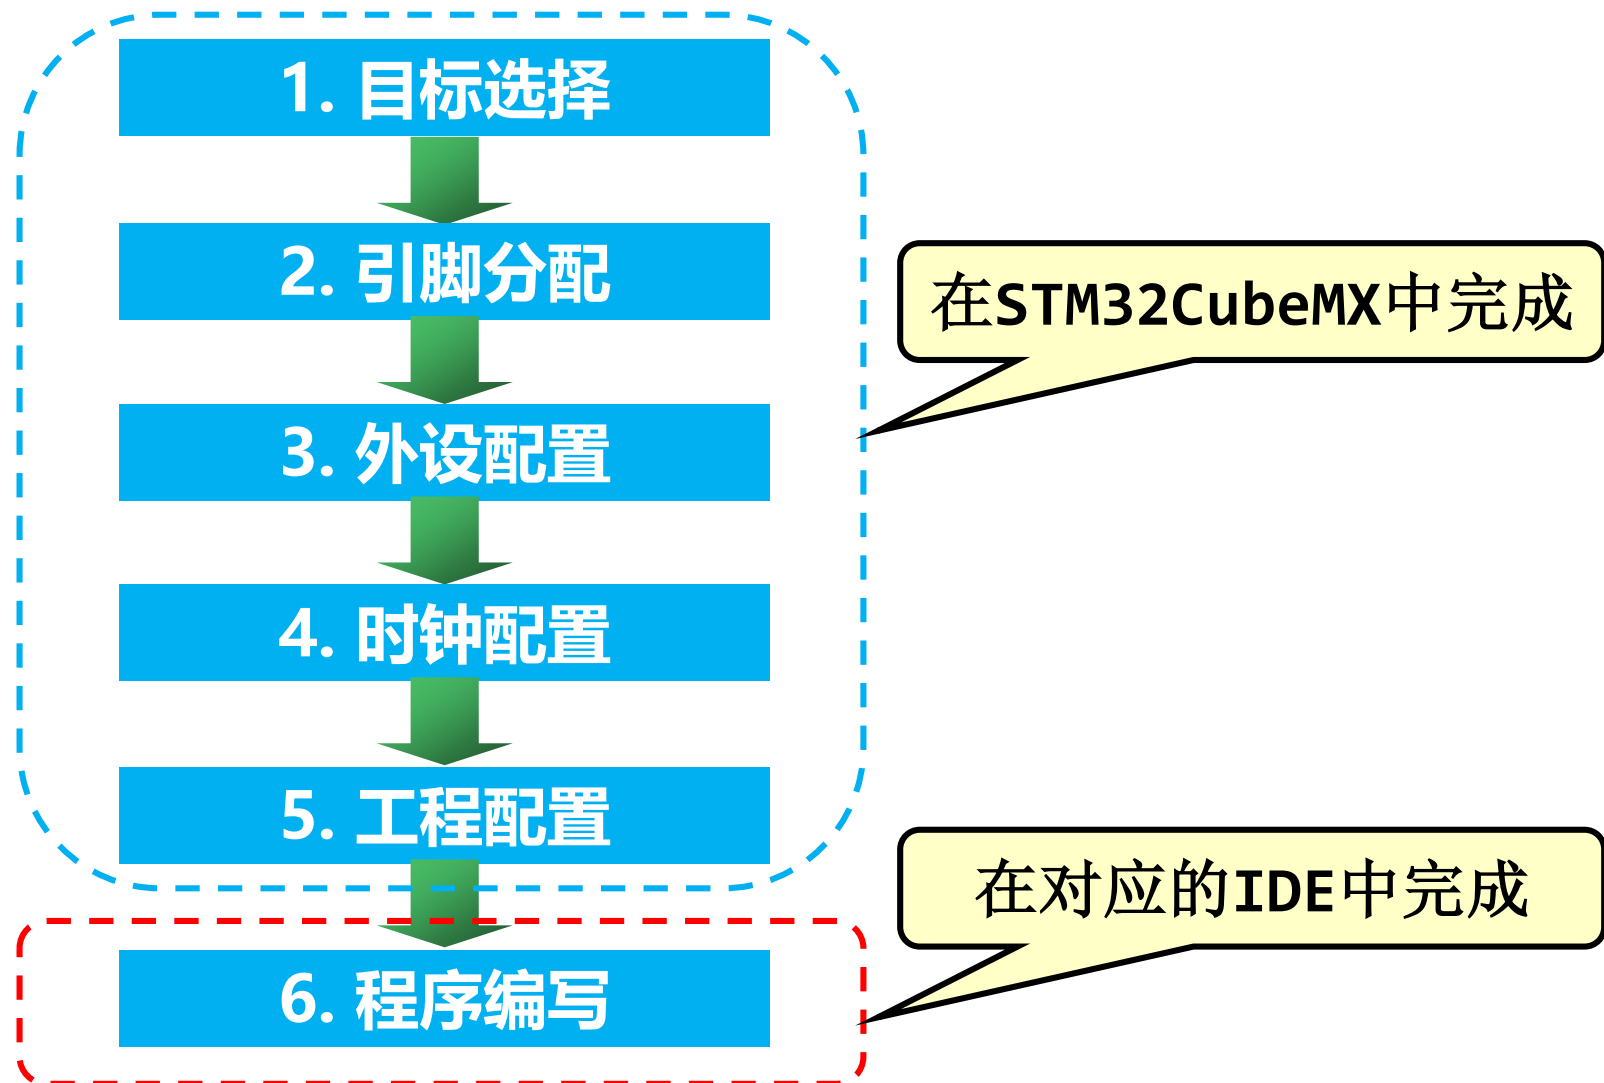 1. 目标选择
2. 引脚分配
在STM32CubeMX中完成
3. 外设配置
4. 时钟配置
5. 工程配置
在对应的IDE中完成
6. 程序编写